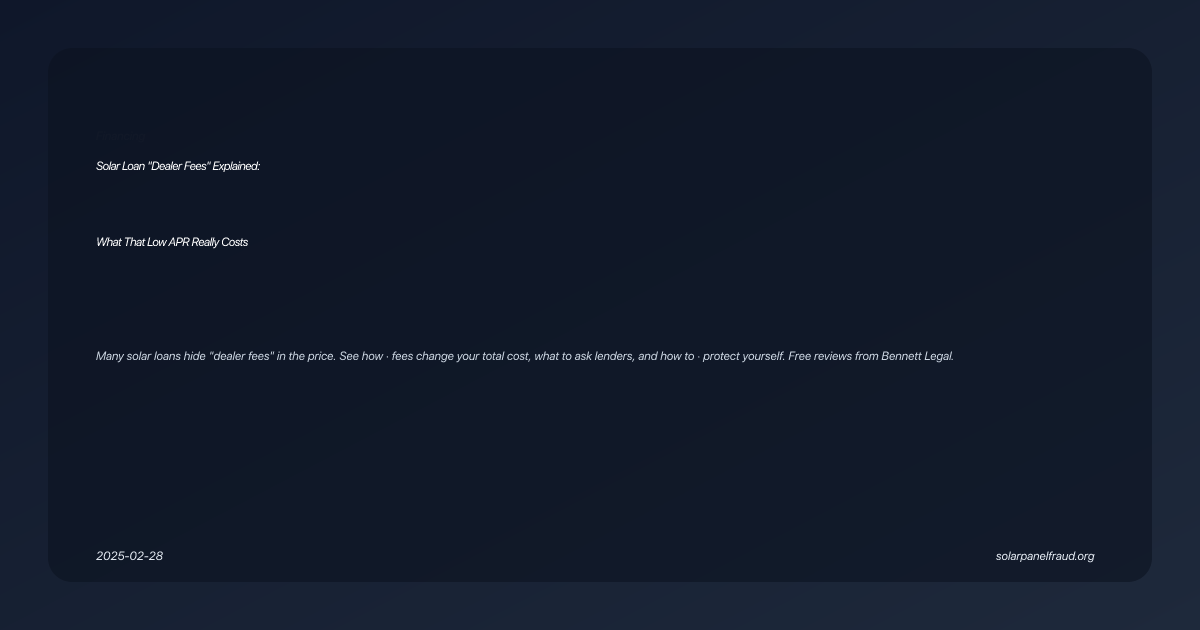 Solar Loan "Dealer Fees" Explained:
What That Low APR Really Costs
Many solar loans hide "dealer fees" in the price. See how · fees change your total cost, what to ask lenders, and how to · protect yourself. Free reviews from Bennett Legal.
2025-02-28
solarpanelfraud.org